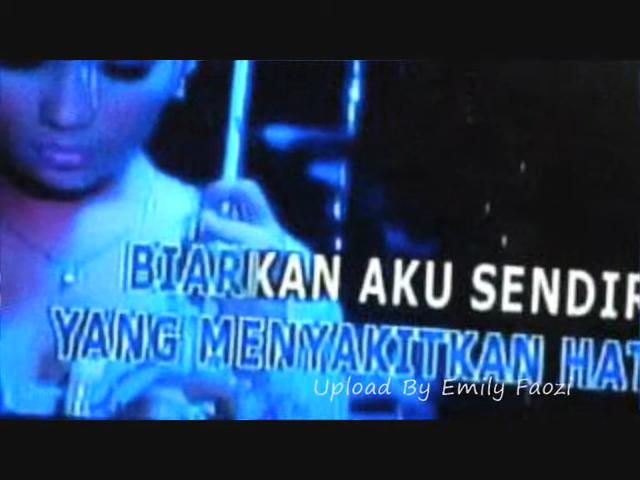 BIARKAN AKU SENDIR
YANG MENYAKITKAN HAT
Upload By Emily Faozi